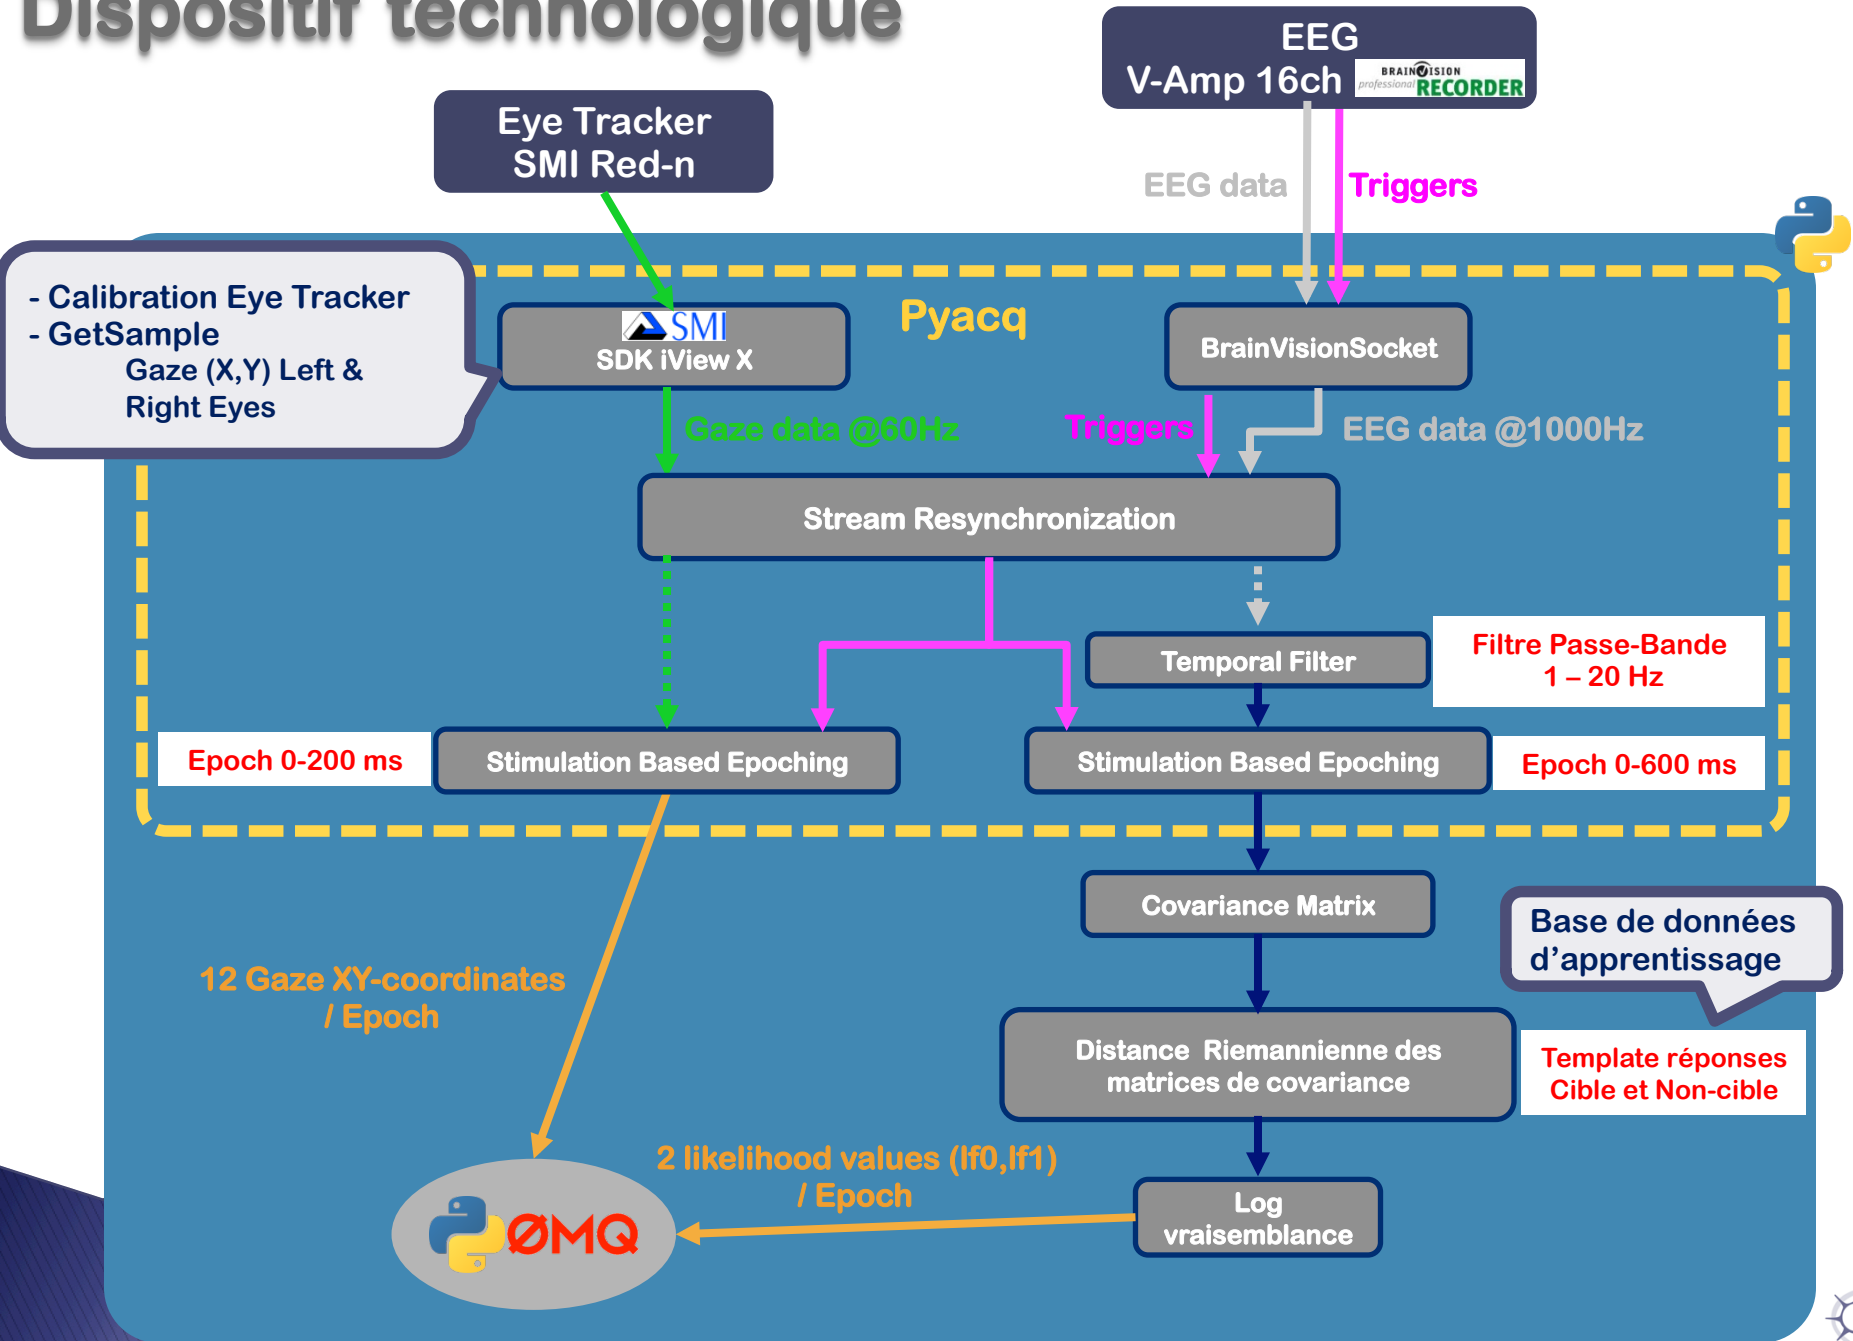 Dispositif technologique
EEG
V-Amp 16ch
BRAINVISION
professional RECORDER
Eye Tracker
SMI Red-n
EEG data
Triggers
- Calibration Eye Tracker
- GetSample
Gaze (X,Y) Left &
Right Eyes
Pyacq
SMI
SDK iView X
BrainVisionSocket
Gaze data @60Hz
Triggers
EEG data @1000Hz
Stream Resynchronization
Temporal Filter
Filtre Passe-Bande
1 – 20 Hz
Epoch 0-200 ms
Stimulation Based Epoching
Stimulation Based Epoching
Epoch 0-600 ms
Covariance Matrix
Base de données
d’apprentissage
12 Gaze XY-coordinates
/ Epoch
Distance Riemannienne des
matrices de covariance
Template réponses
Cible et Non-cible
2 likelihood values (lf0,lf1)
/ Epoch
Log
vraisemblance
ØMQ